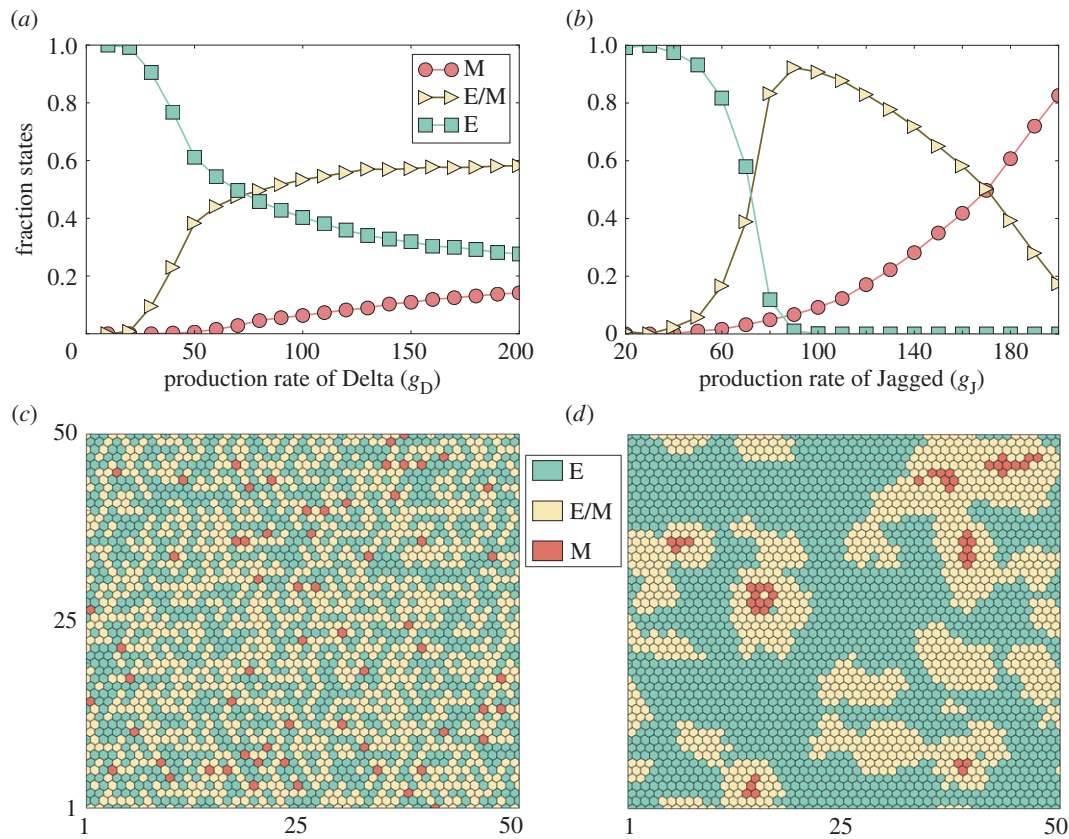 (a)
(b)
1.0
0.8
0.6
0.4
0.2
0
50
100
150
200
fraction states
production rate of Delta (gD)
M
E/M
E
1.0
0.8
0.6
0.4
0.2
0
20
60
100
140
180
production rate of Jagged (gJ)
(c)
(d)
50
25
1
1
25
50
E
E/M
M
1
25
50